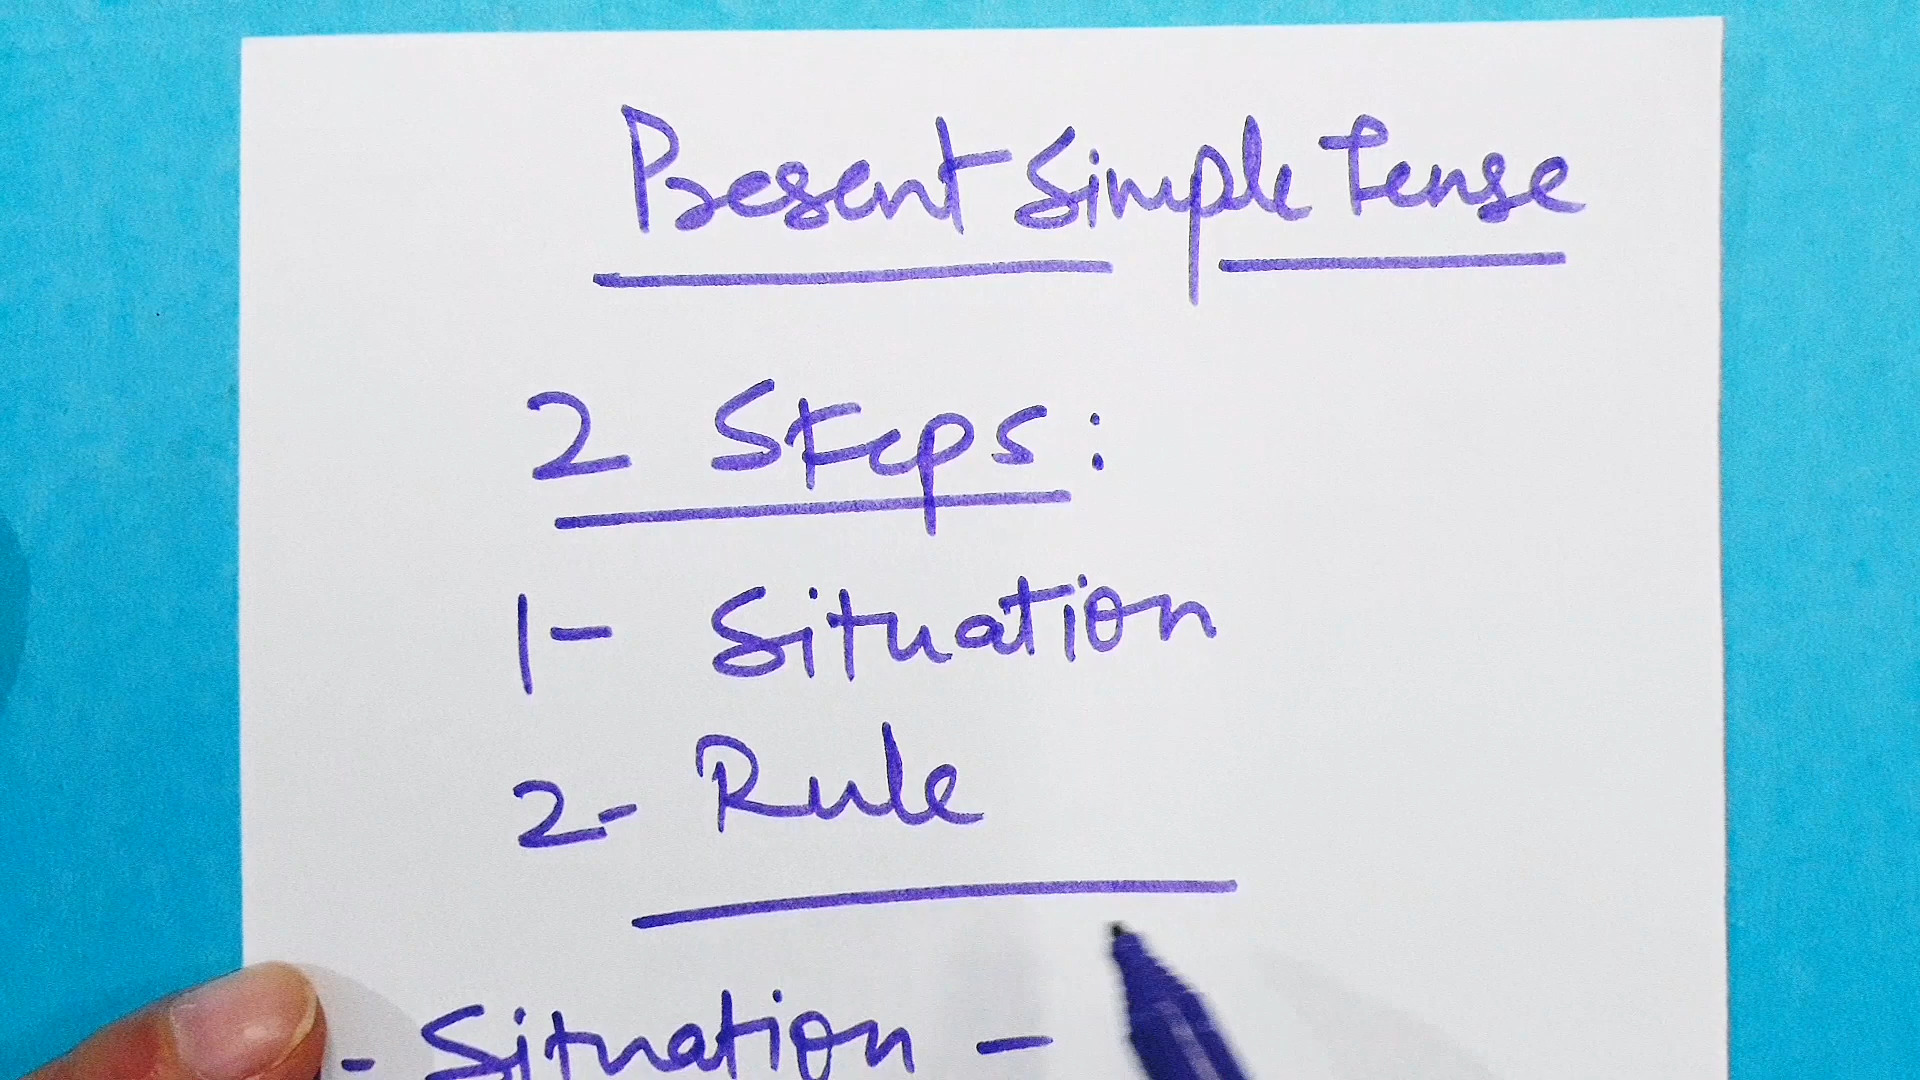 Present Simple Tense
2 Steps:
1- Situation
2- Rule
- Situation -